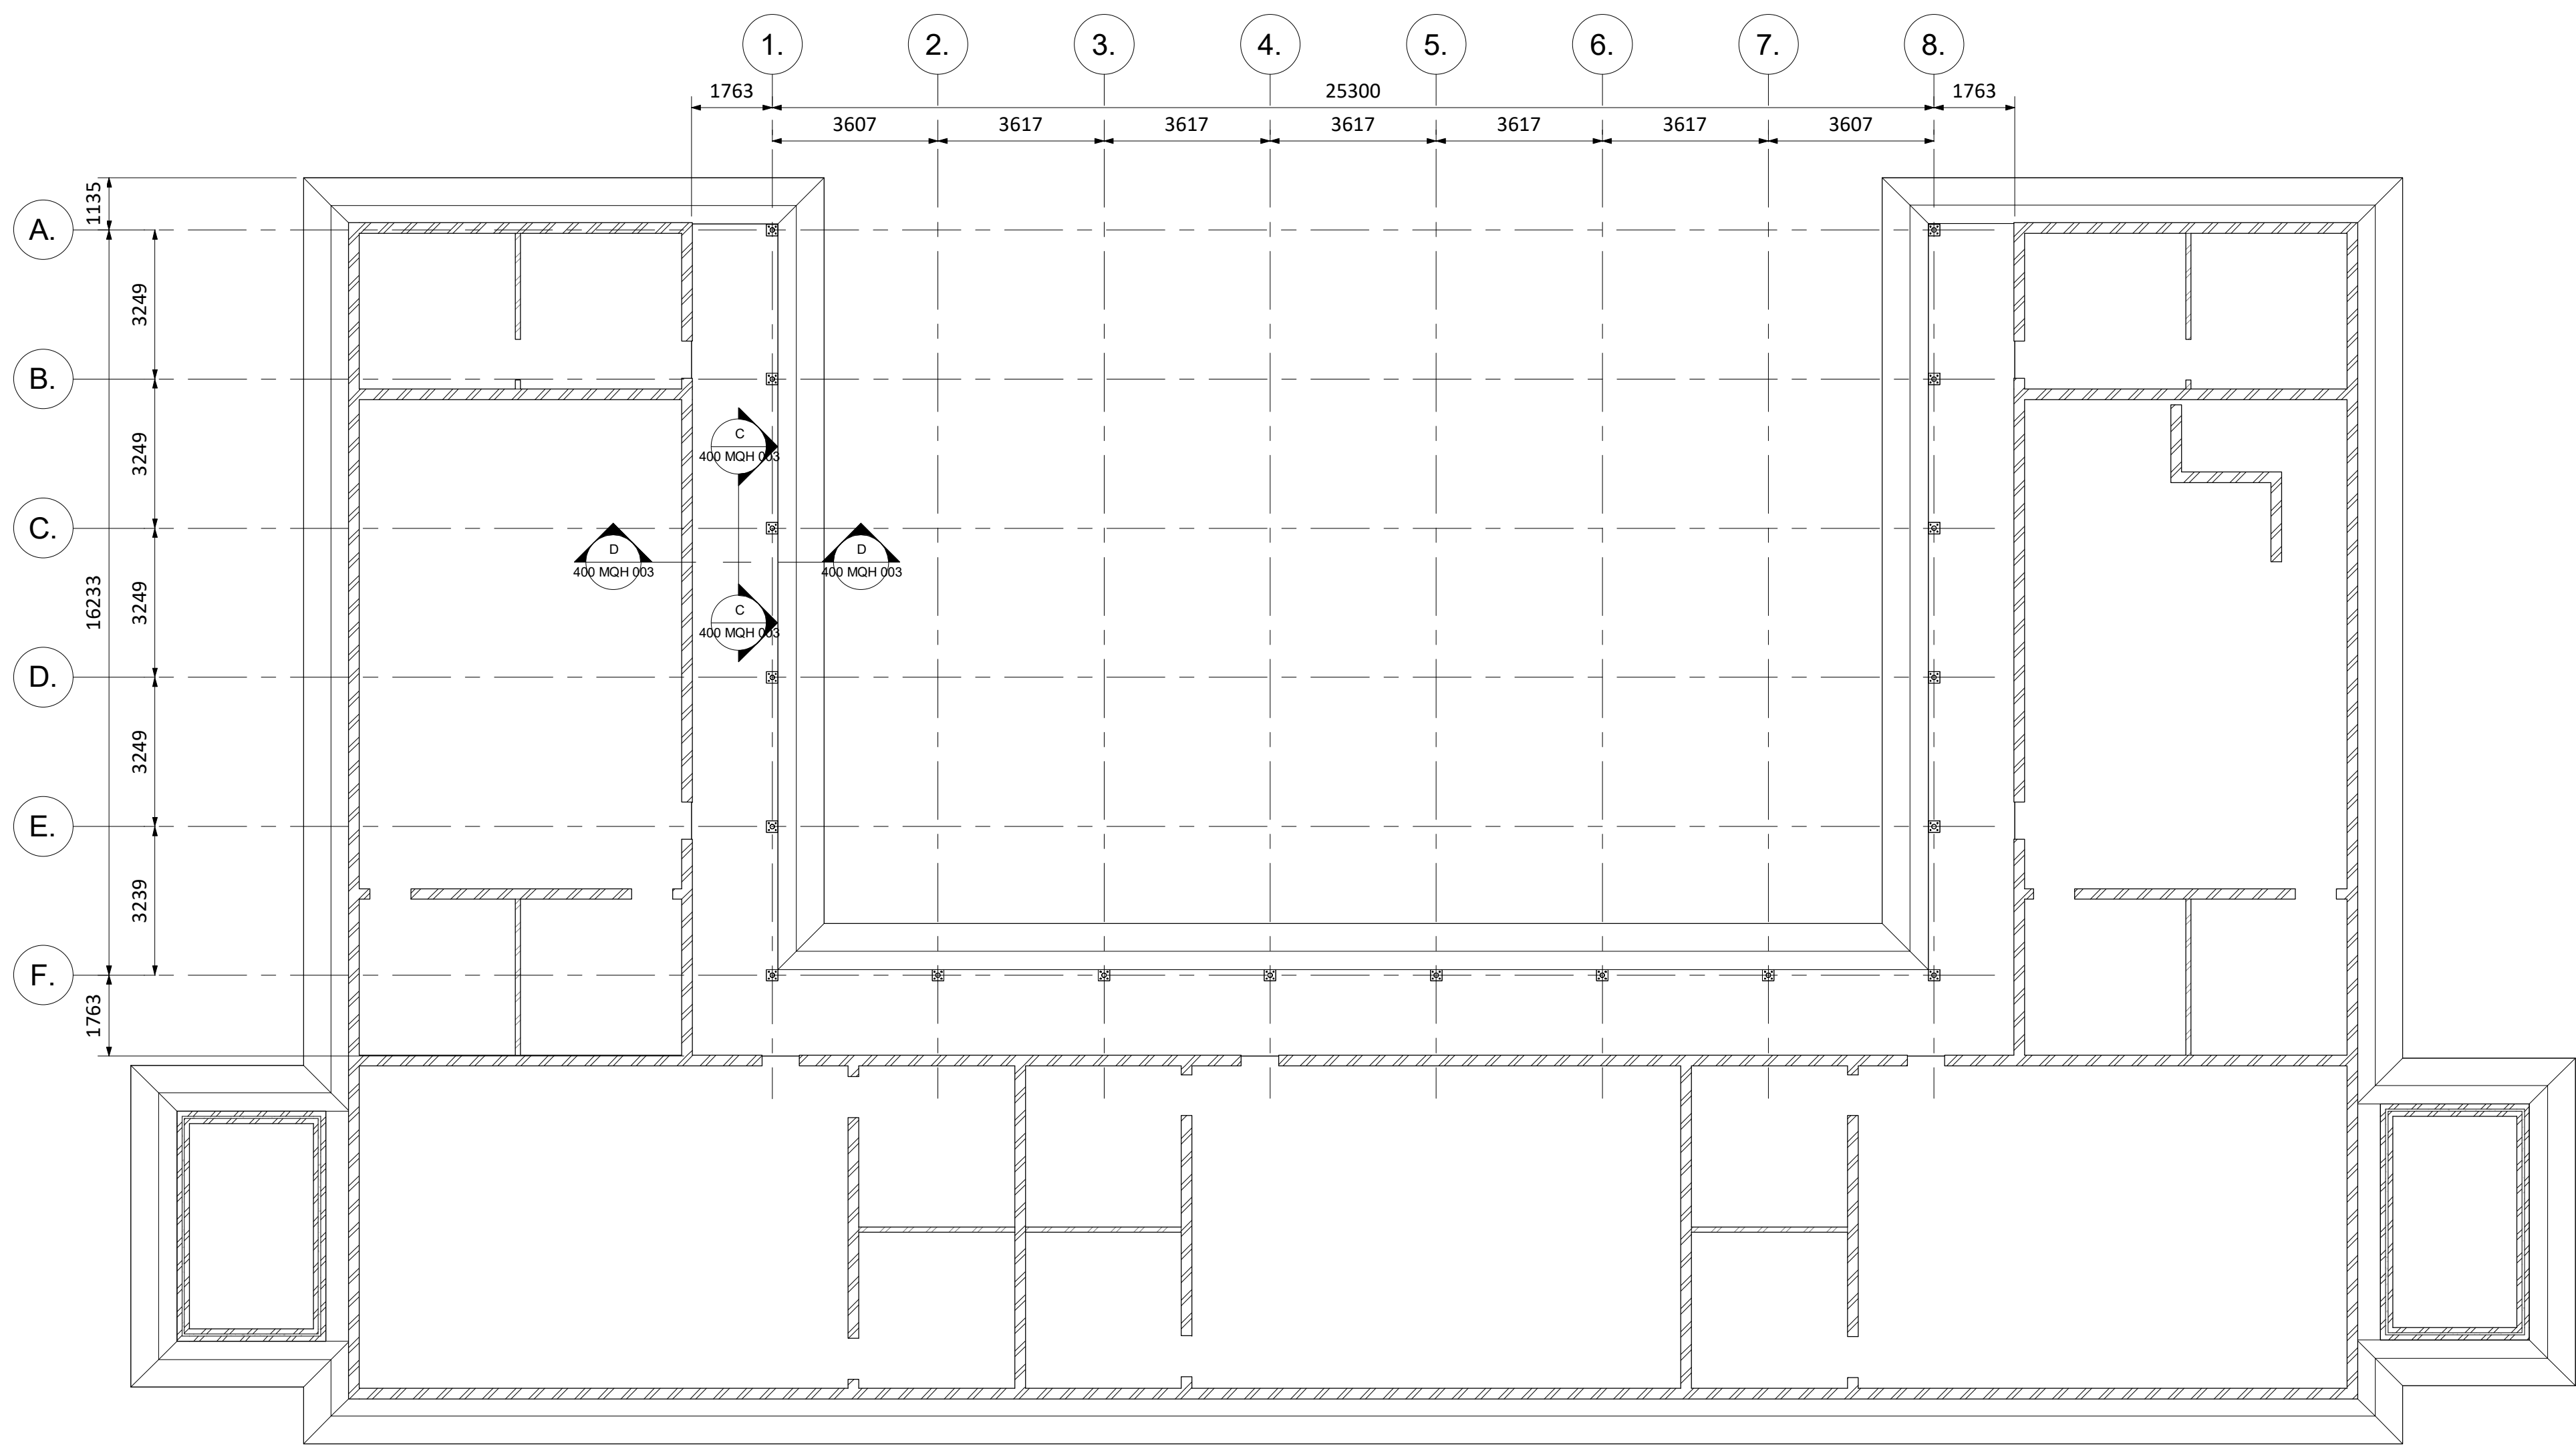 1. 2. 3. 4. 5. 6. 7. 8.
1763 25300 1763
3607 3617 3617 3617 3617 3617 3607
1135
A.
3249
B.
3249
C
400 MQH 003
C.
D
400 MQH 003
D
400 MQH 003
16233
3249
C
400 MQH 003
D.
3249
E.
3239
F.
1763